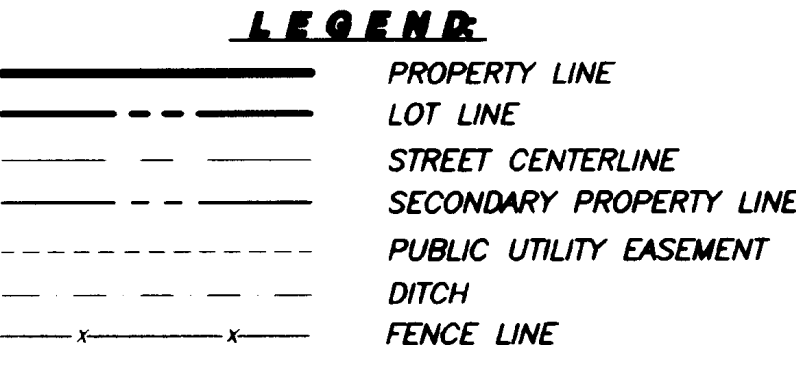 LEGEND:
PROPERTY LINE
LOT LINE
STREET CENTERLINE
SECONDARY PROPERTY LINE
PUBLIC UTILITY EASEMENT
DITCH
x x FENCE LINE